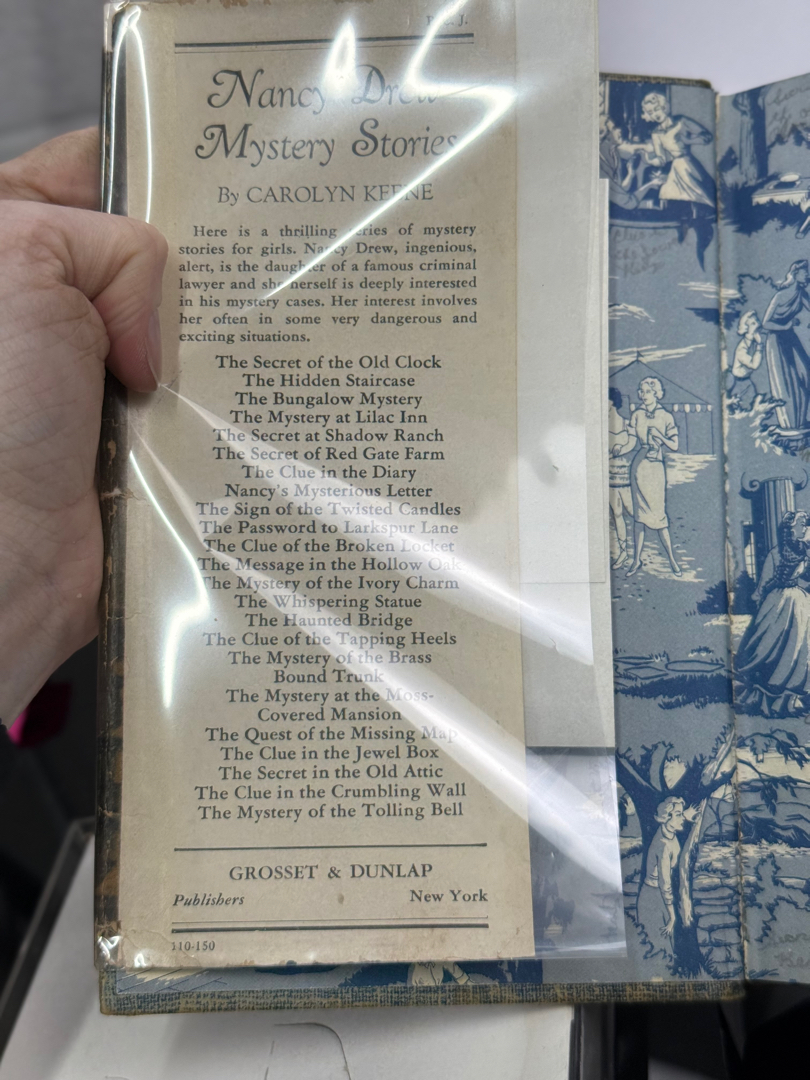 Nancy Drew
Mystery Stories
By CAROLYN KEENE
Here is a thrilling series of mystery
stories for girls. Nancy Drew, ingenious,
alert, is the daughter of a famous criminal
lawyer and she herself is deeply interested
in his mystery cases. Her interest involves
her often in some very dangerous and
exciting situations.
The Secret of the Old Clock
The Hidden Staircase
The Bungalow Mystery
The Mystery at Lilac Inn
The Secret at Shadow Ranch
The Secret of Red Gate Farm
The Clue in the Diary
Nancy's Mysterious Letter
The Sign of the Twisted Candles
The Password to Larkspur Lane
The Clue of the Broken Locket
The Message in the Hollow Oak
The Mystery of the Ivory Charm
The Whispering Statue
The Haunted Bridge
The Clue of the Tapping Heels
The Mystery of the Brass
Bound Trunk
The Mystery at the Moss-
Covered Mansion
The Quest of the Missing Map
The Clue in the Jewel Box
The Secret in the Old Attic
The Clue in the Crumbling Wall
The Mystery of the Tolling Bell
GROSSET & DUNLAP
Publishers New York
110-150